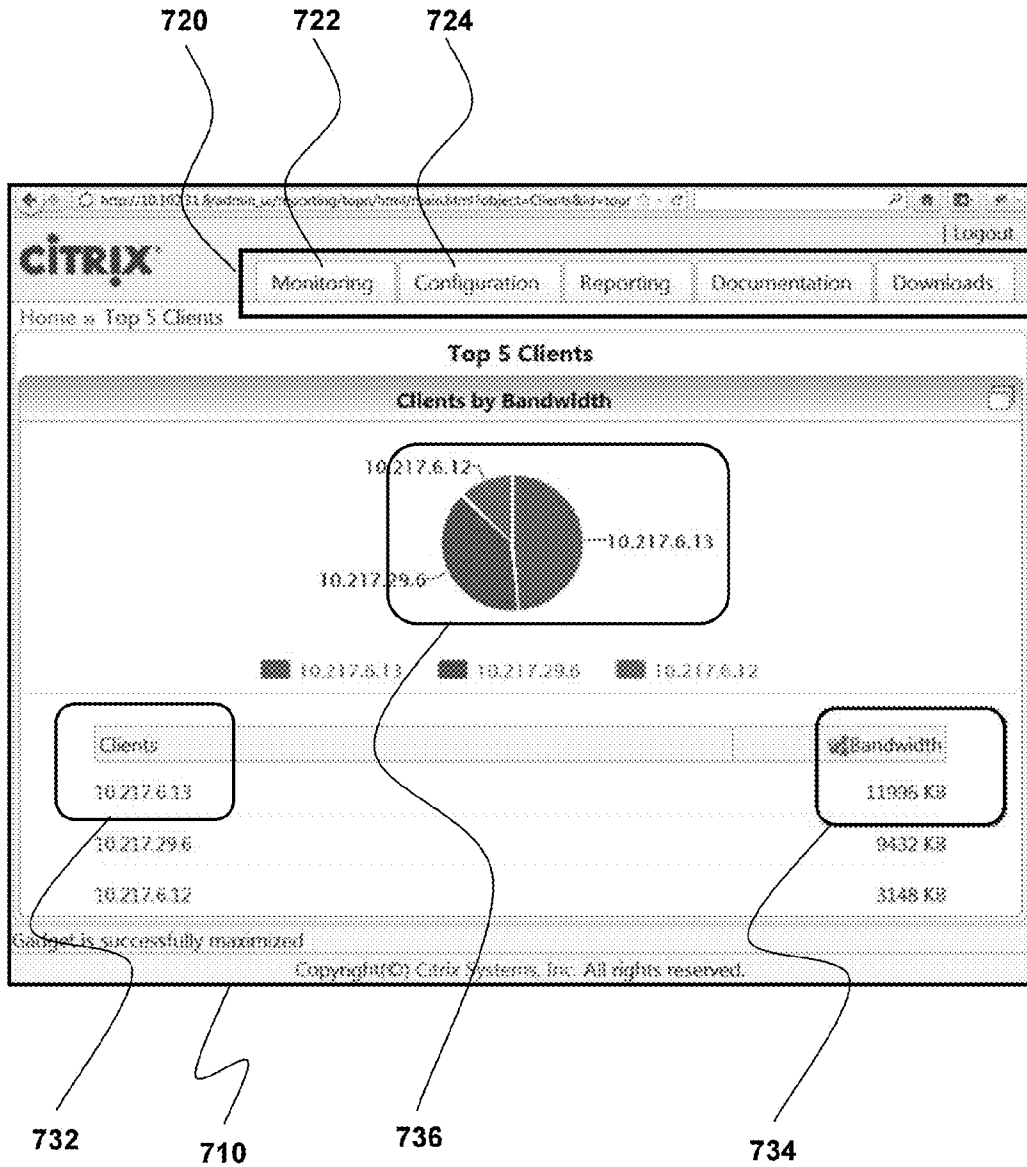 720 722 724
| Logout
CİTRIX
Monitoring Configuration Reporting Documentation Downloads
Home » Top 5 Clients
Top 5 Clients
Clients by Bandwidth
10.217.6.12
10.217.6.13
10.217.29.6
10.217.6.13 10.217.29.6 10.217.6.12
Clients Bandwidth
10.217.6.13 11996 KB
10.217.29.6 9432 KB
10.217.6.12 3148 KB
Gadget is successfully maximized
Copyright(©) Citrix Systems, Inc. All rights reserved.
732 710 736 734